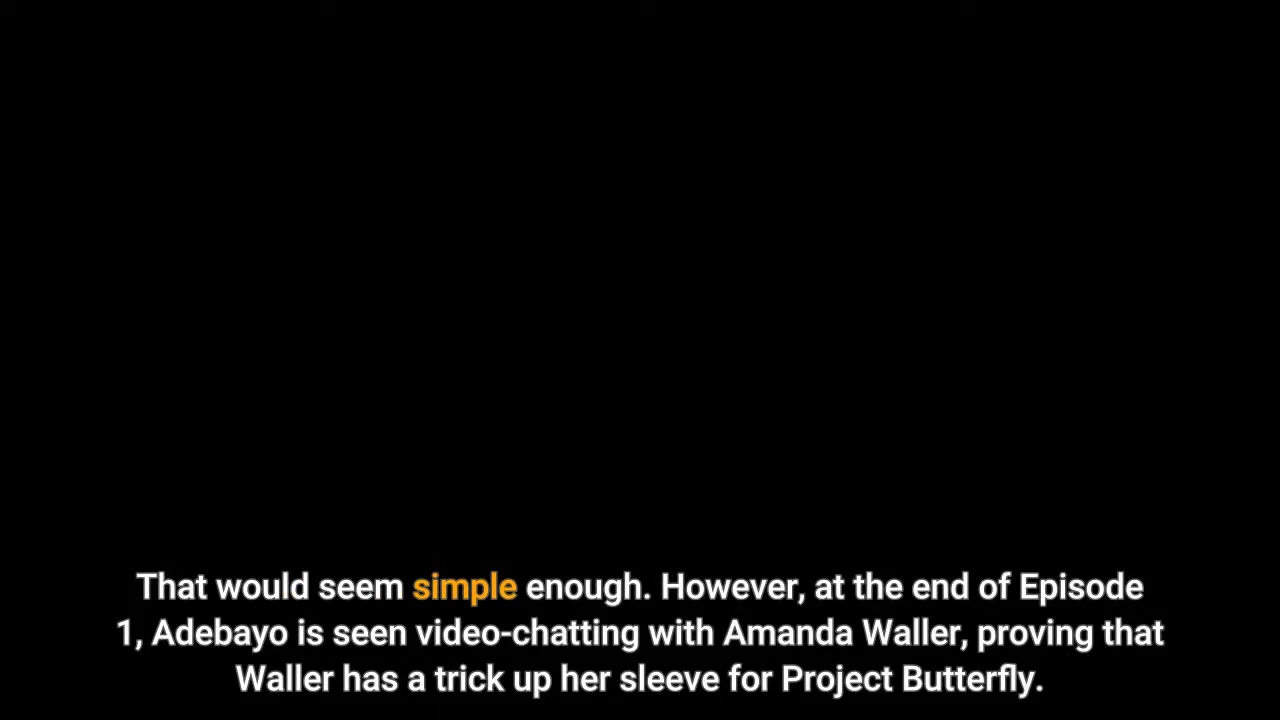 That would seem simple enough. However, at the end of Episode
1, Adebayo is seen video-chatting with Amanda Waller, proving that
Waller has a trick up her sleeve for Project Butterfly.